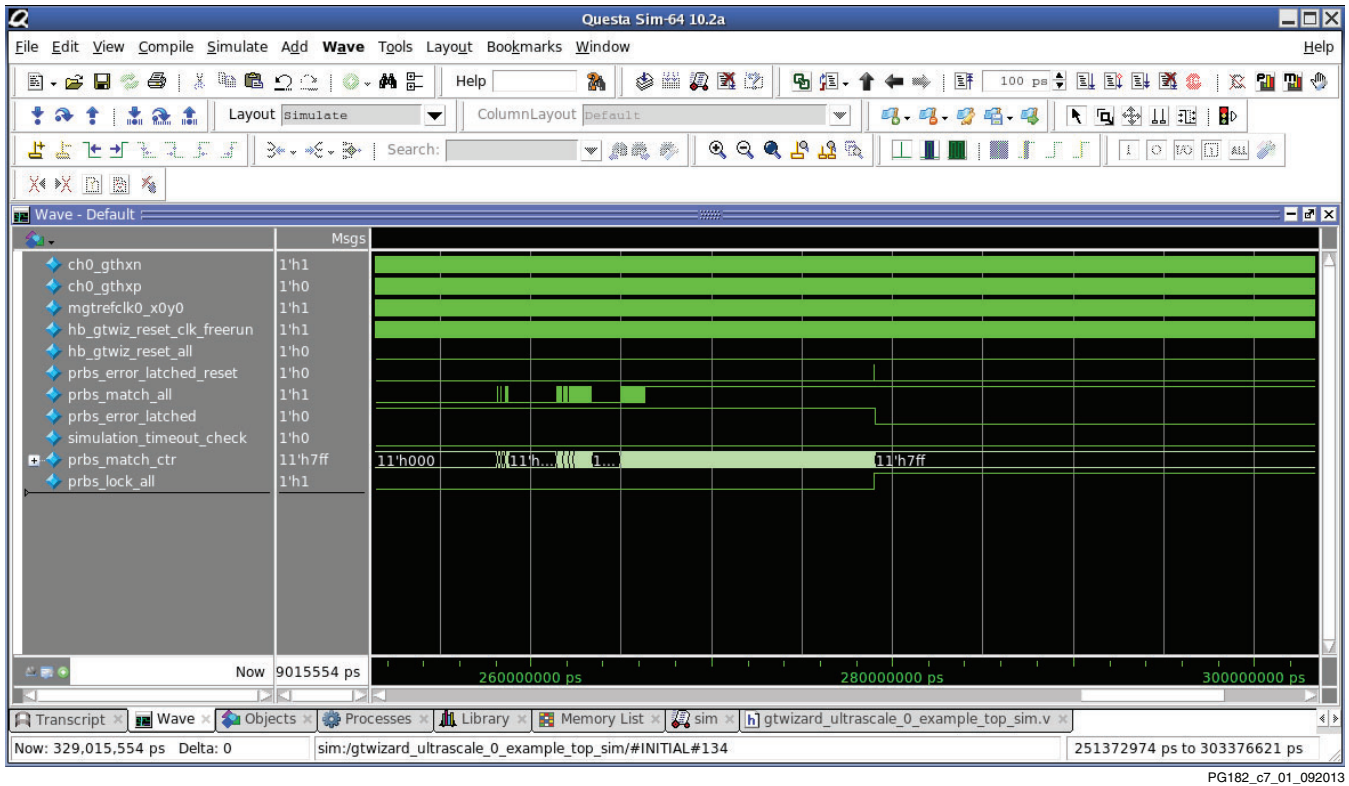 Questa Sim-64 10.2a
File Edit View Compile Simulate Add Wave Tools Layout Bookmarks Window Help
Help 100 ps
Layout Simulate ColumnLayout Default
Search: I O I/O ALL
Wave - Default
Msgs
ch0_gthxn 1'h1
ch0_gthxp 1'h0
mgtrefclk0_x0y0 1'h1
hb_gtwiz_reset_clk_freerun 1'h1
hb_gtwiz_reset_all 1'h0
prbs_error_latched_reset 1'h0
prbs_match_all 1'h1
prbs_error_latched 1'h0
simulation_timeout_check 1'h0
prbs_match_ctr 11'h7ff 11'h000 11'h... 1... 11'h7ff
prbs_lock_all 1'h1
Now 9015554 ps 260000000 ps 280000000 ps 300000000 ps
Transcript Wave Objects Processes Library Memory List sim h gtwizard_ultrascale_0_example_top_sim.v
Now: 329,015,554 ps Delta: 0 sim:/gtwizard_ultrascale_0_example_top_sim/#INITIAL#134 251372974 ps to 303376621 ps
PG182_c7_01_092013